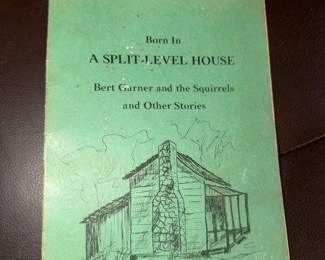 Born In
A SPLIT-LEVEL HOUSE
Bert Garner and the Squirrels
and Other Stories